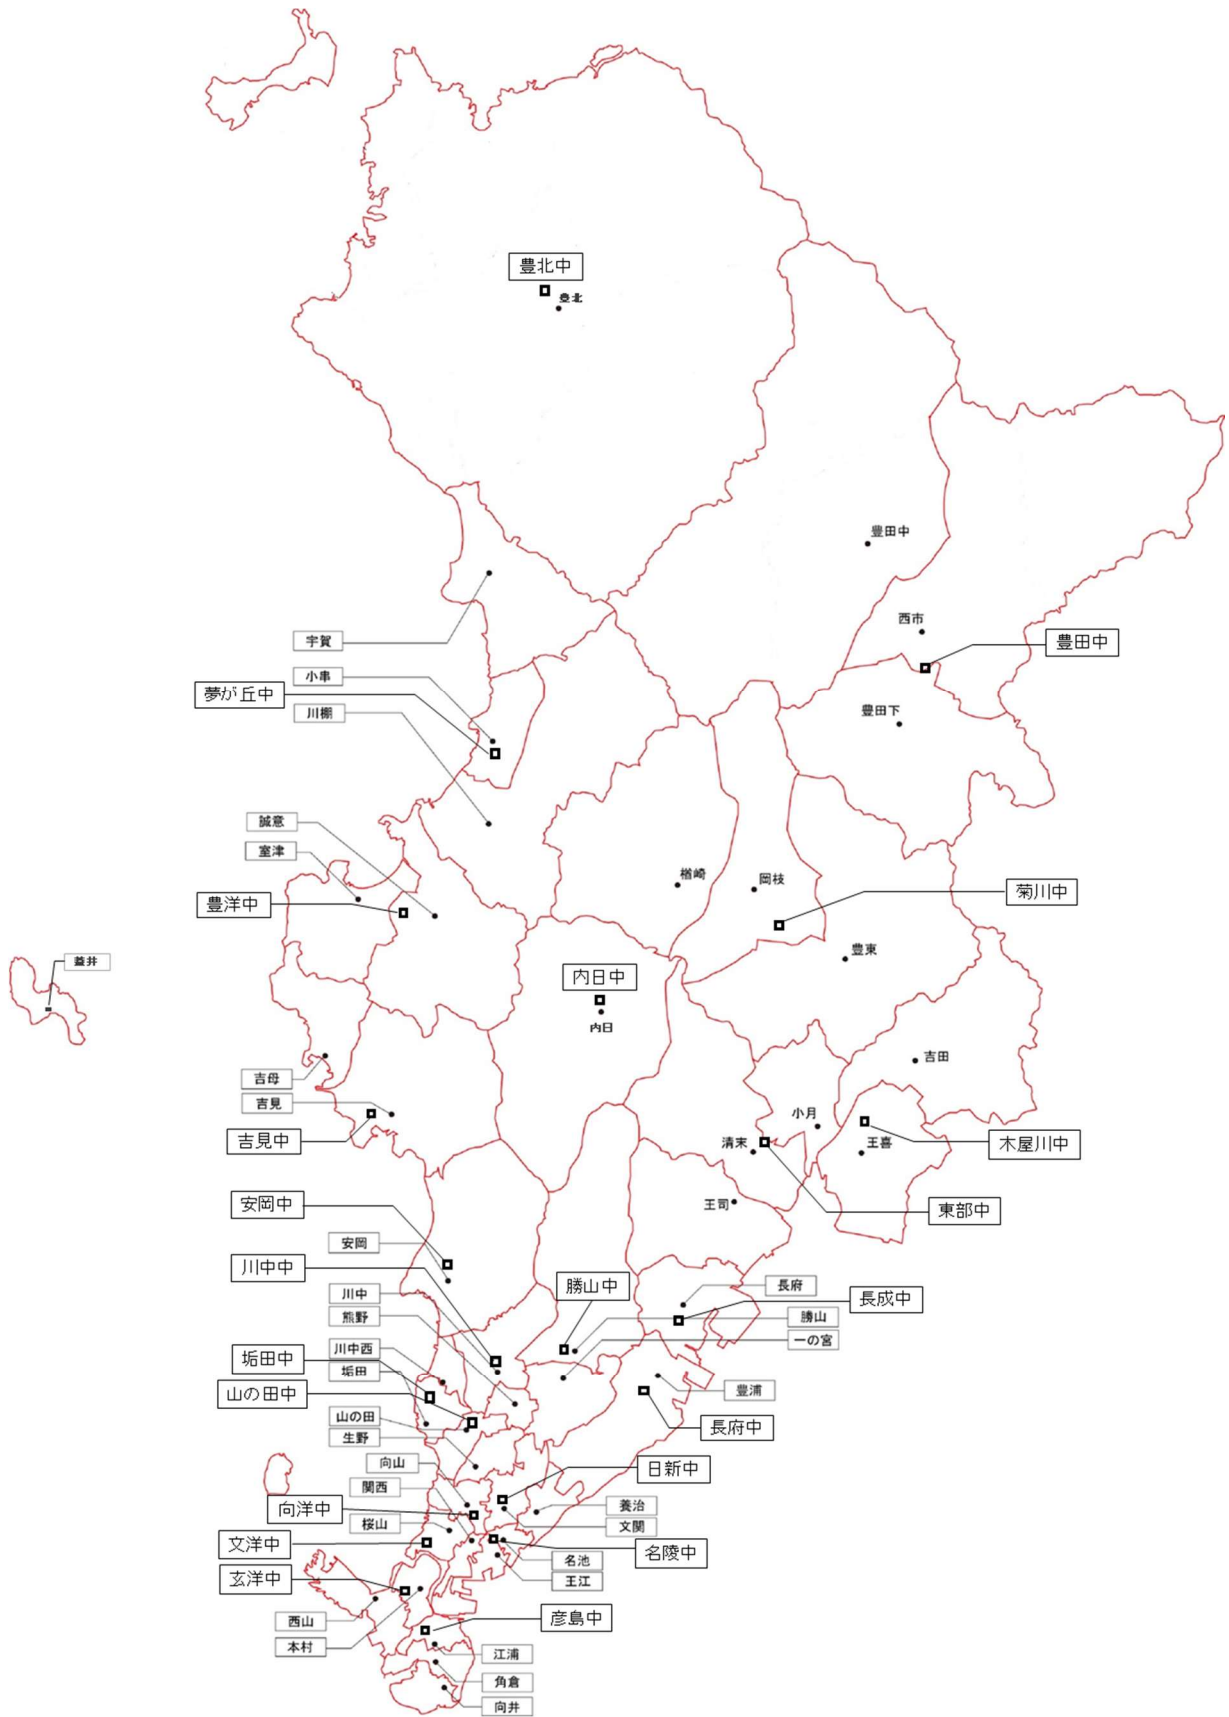 豊北中
豊北
豊田中
西市
豊田中
宇賀
小串
夢が丘中
川棚
豊田下
誠意
室津
楢崎
岡枝
菊川中
豊洋中
豊東
蓋井
内日中
内日
吉田
吉母
吉見
小月
吉見中
清末
王喜
木屋川中
安岡中
王司
東部中
安岡
川中中
勝山中
長府
川中
長成中
熊野
勝山
川中西
一の宮
垢田中
垢田
山の田中
豊浦
山の田
長府中
生野
向山
日新中
関西
向洋中
養治
桜山
文関
文洋中
名陵中
名池
玄洋中
王江
西山
彦島中
本村
江浦
角倉
向井